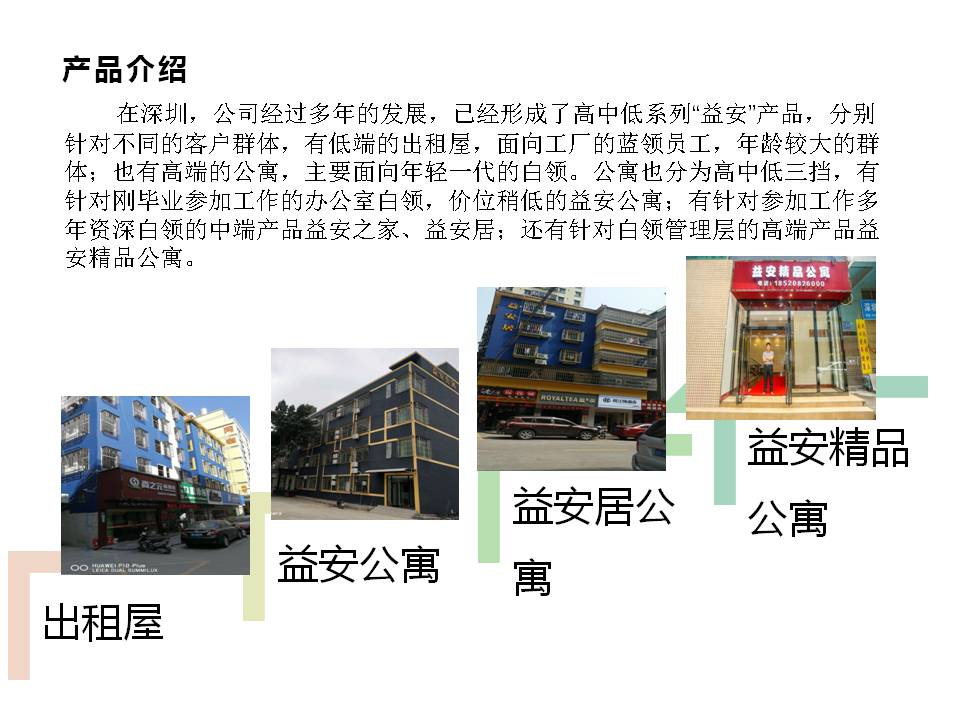 产品介绍
在深圳，公司经过多年的发展，已经形成了高中低系列“益安”产品，分别
针对不同的客户群体，有低端的出租屋，面向工厂的蓝领员工，年龄较大的群
体；也有高端的公寓，主要面向年轻一代的白领。公寓也分为高中低三挡，有
针对刚毕业参加工作的办公室白领，价位稍低的益安公寓；有针对参加工作多
年资深白领的中端产品益安之家、益安居；还有针对白领管理层的高端产品益
安精品公寓。
益安精品公寓
电话：18520826000
益安居
ROYALTEA
HUAWEI P10 Plus
LEICA DUAL SUMMILUX
出租屋
益安公寓
益安居公
寓
益安精品
公寓